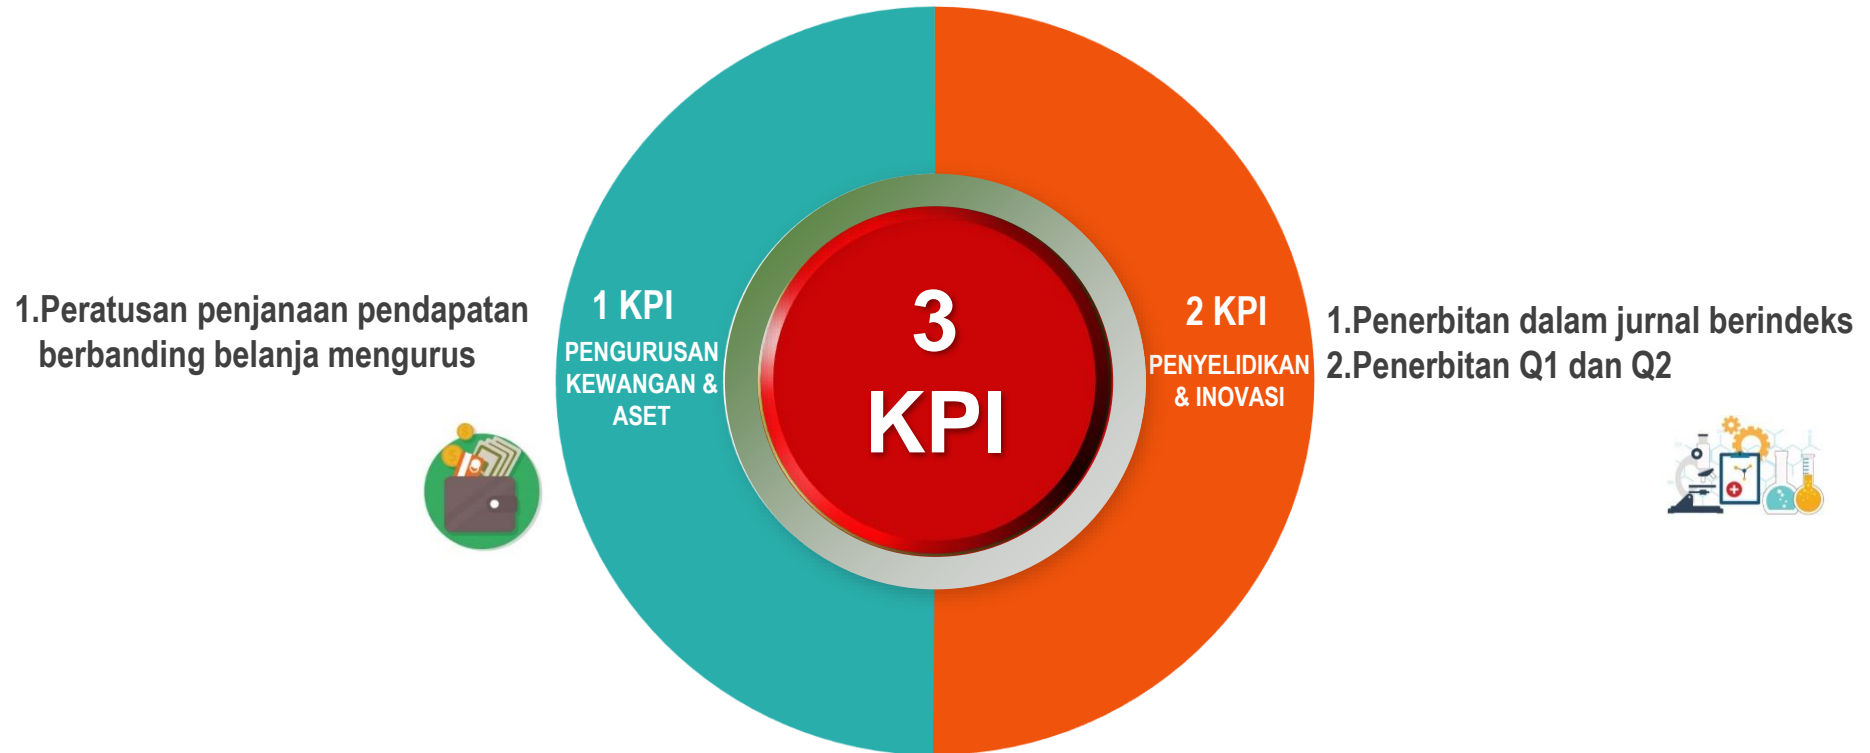 1.Peratusan penjanaan pendapatan
berbanding belanja mengurus
1 KPI
PENGURUSAN
KEWANGAN &
ASET
3
KPI
2 KPI
PENYELIDIKAN
& INOVASI
1.Penerbitan dalam jurnal berindeks
2.Penerbitan Q1 dan Q2